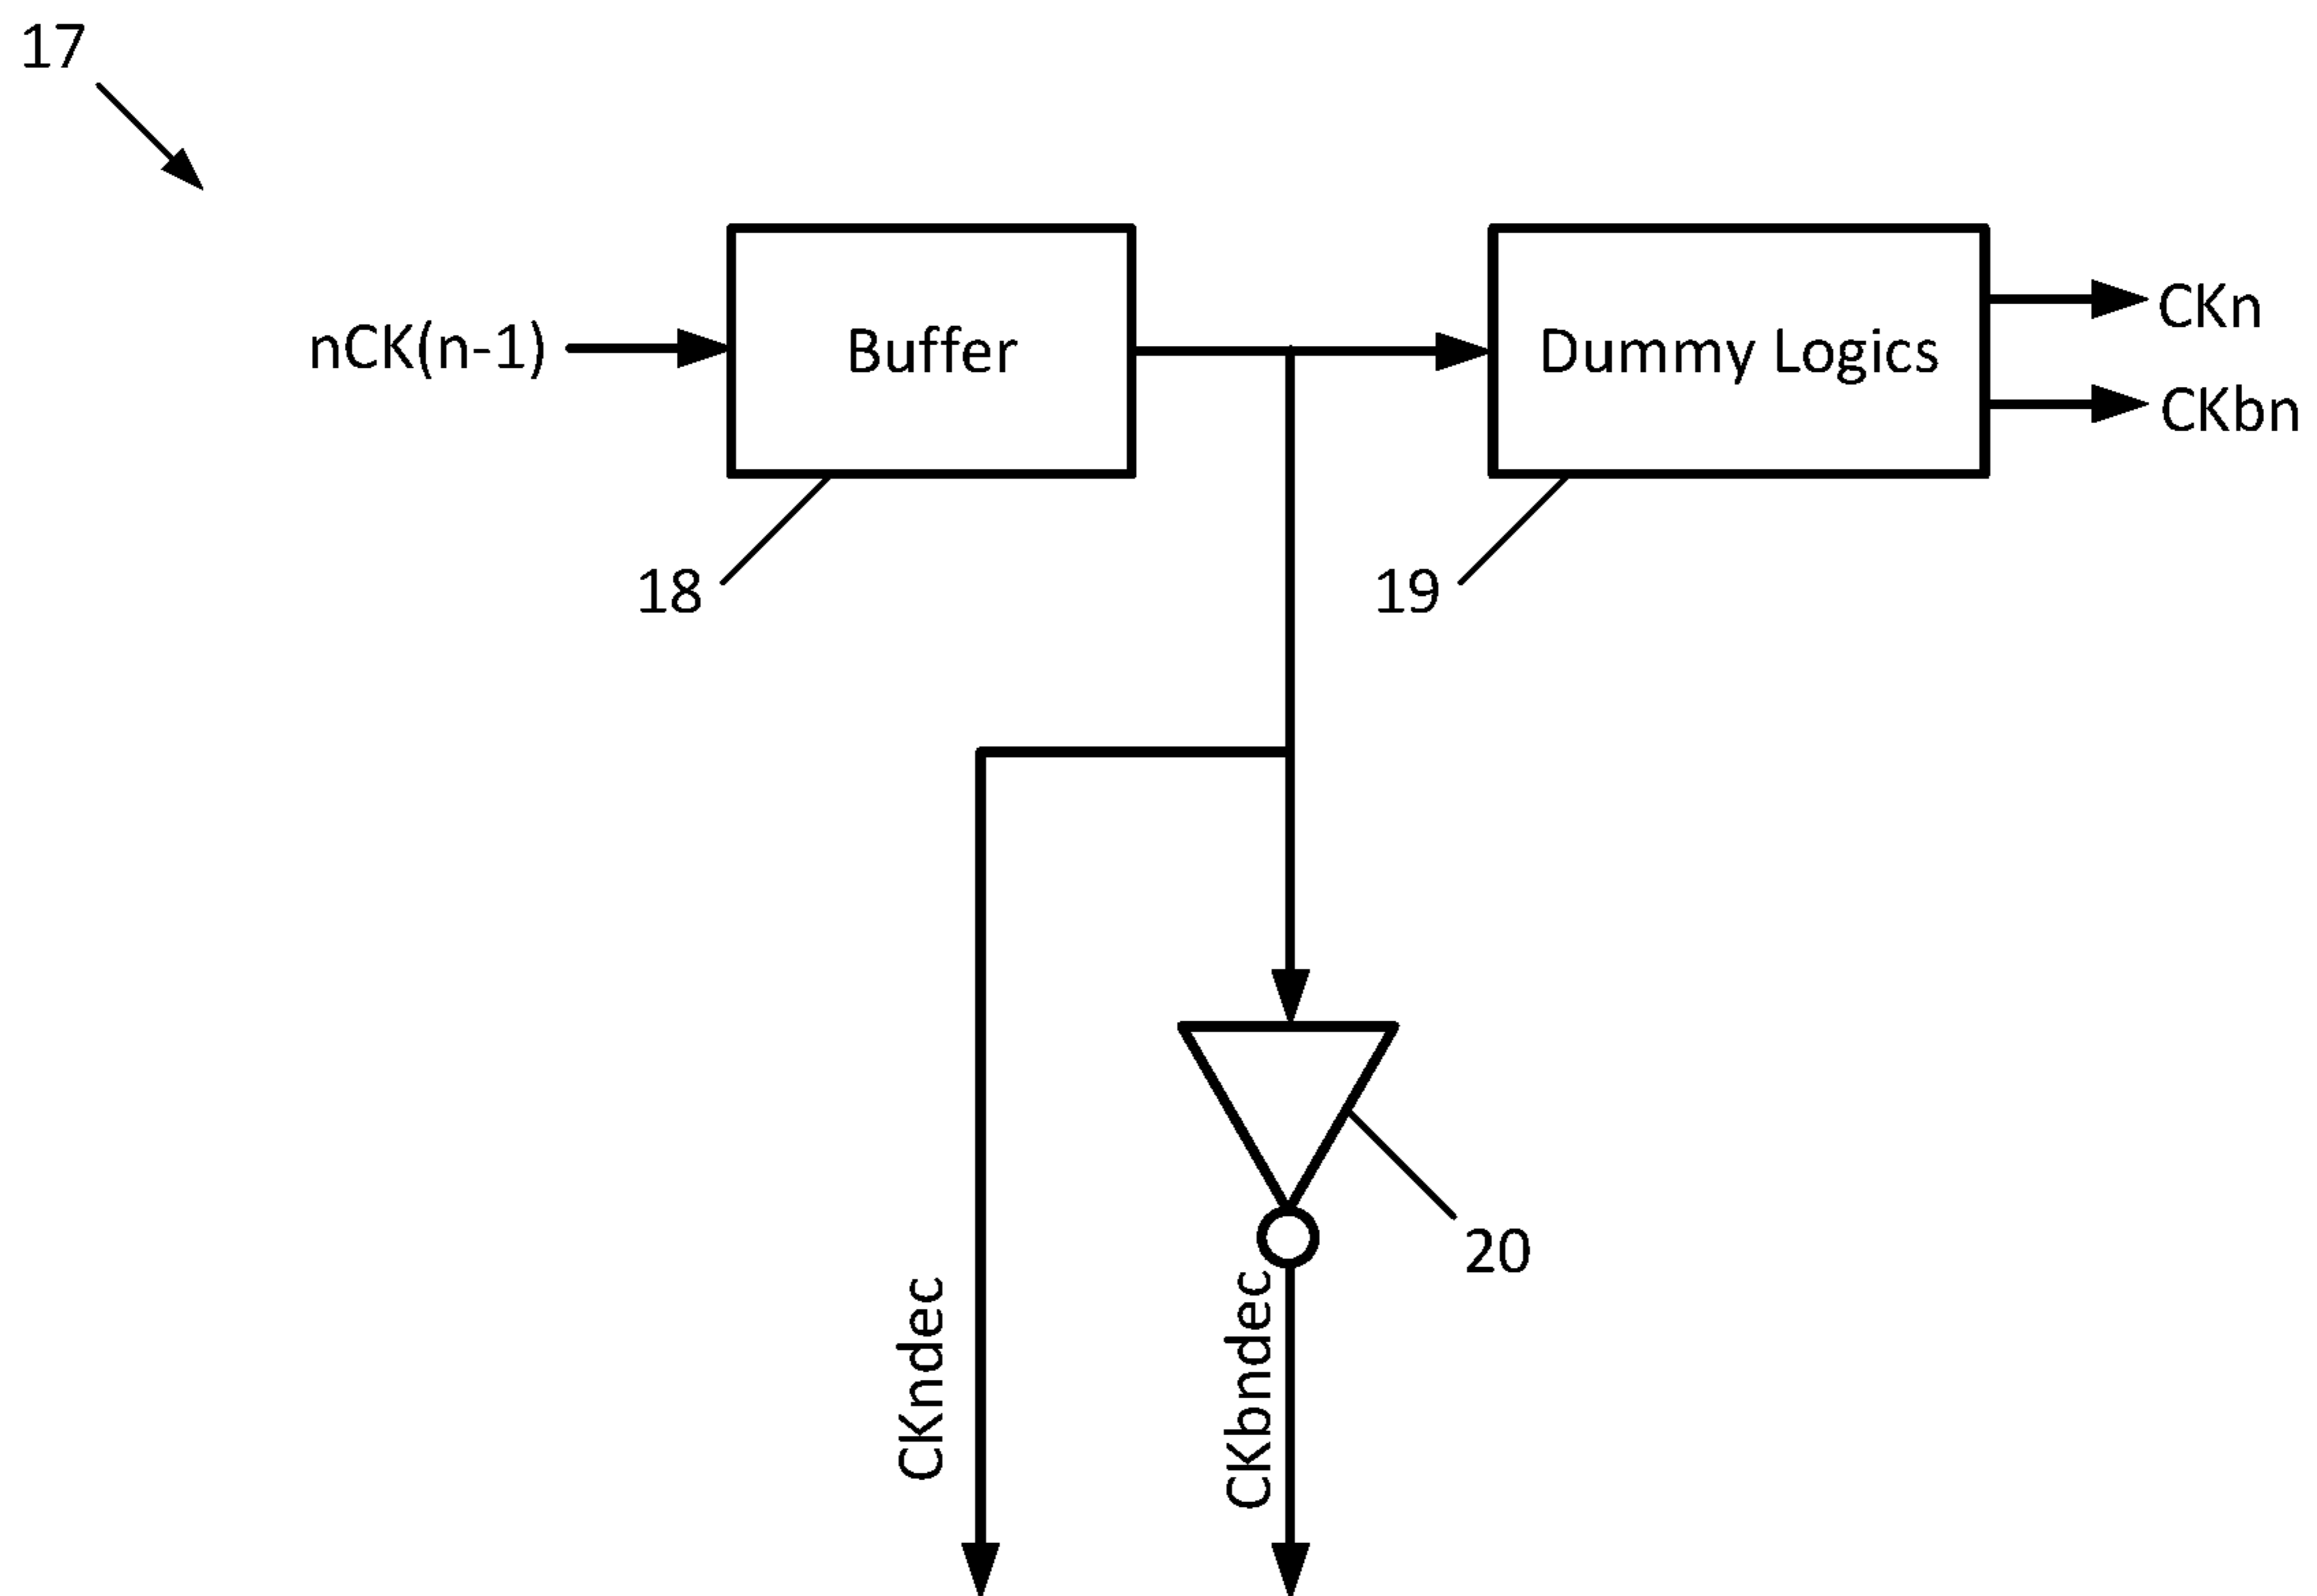 17
nCK(n-1)
Buffer
Dummy Logics
CKn
CKbn
18
19
20
CKndec
CKbndec